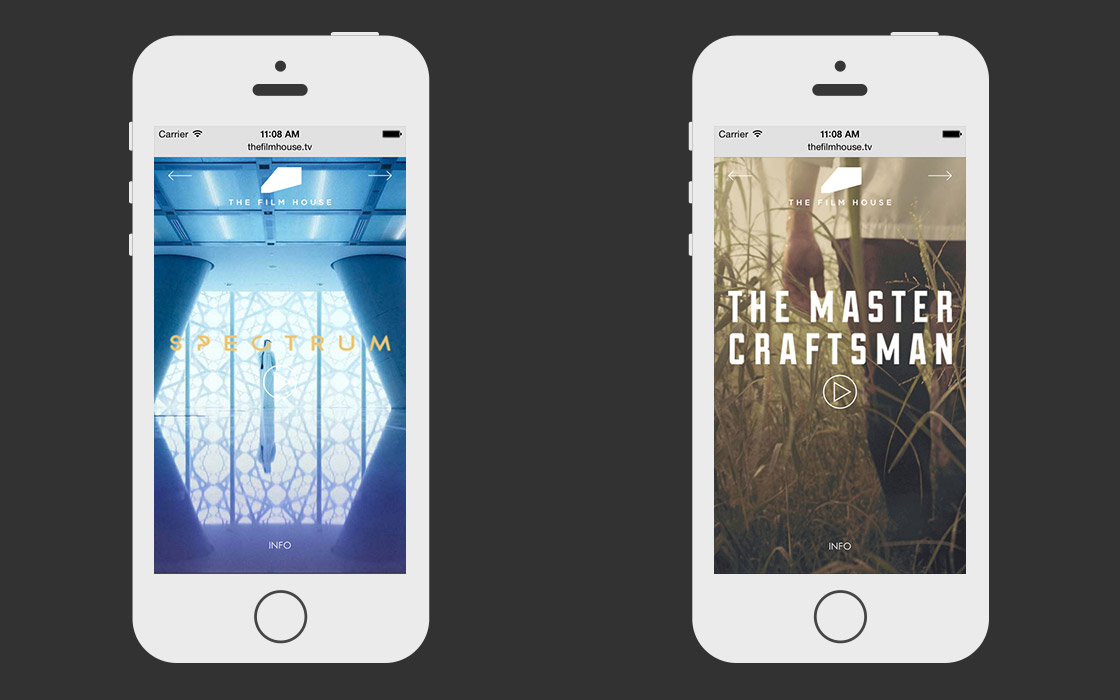 Carrier 11:08 AM
thefilmhouse.tv
THE FILM HOUSE
SPECTRUM
INFO
Carrier 11:08 AM
thefilmhouse.tv
THE FILM HOUSE
THE MASTER
CRAFTSMAN
INFO